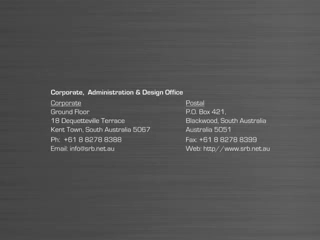 Corporate, Administration & Design Office
Corporate
Ground Floor
18 Dequetteville Terrace
Kent Town, South Australia 5067
Ph: +61 8 8278 8388
Email: info@srb.net.au
Postal
P.O. Box 421,
Blackwood, South Australia
Australia 5051
Fax: +61 8 8278 8399
Web: http//www.srb.net.au